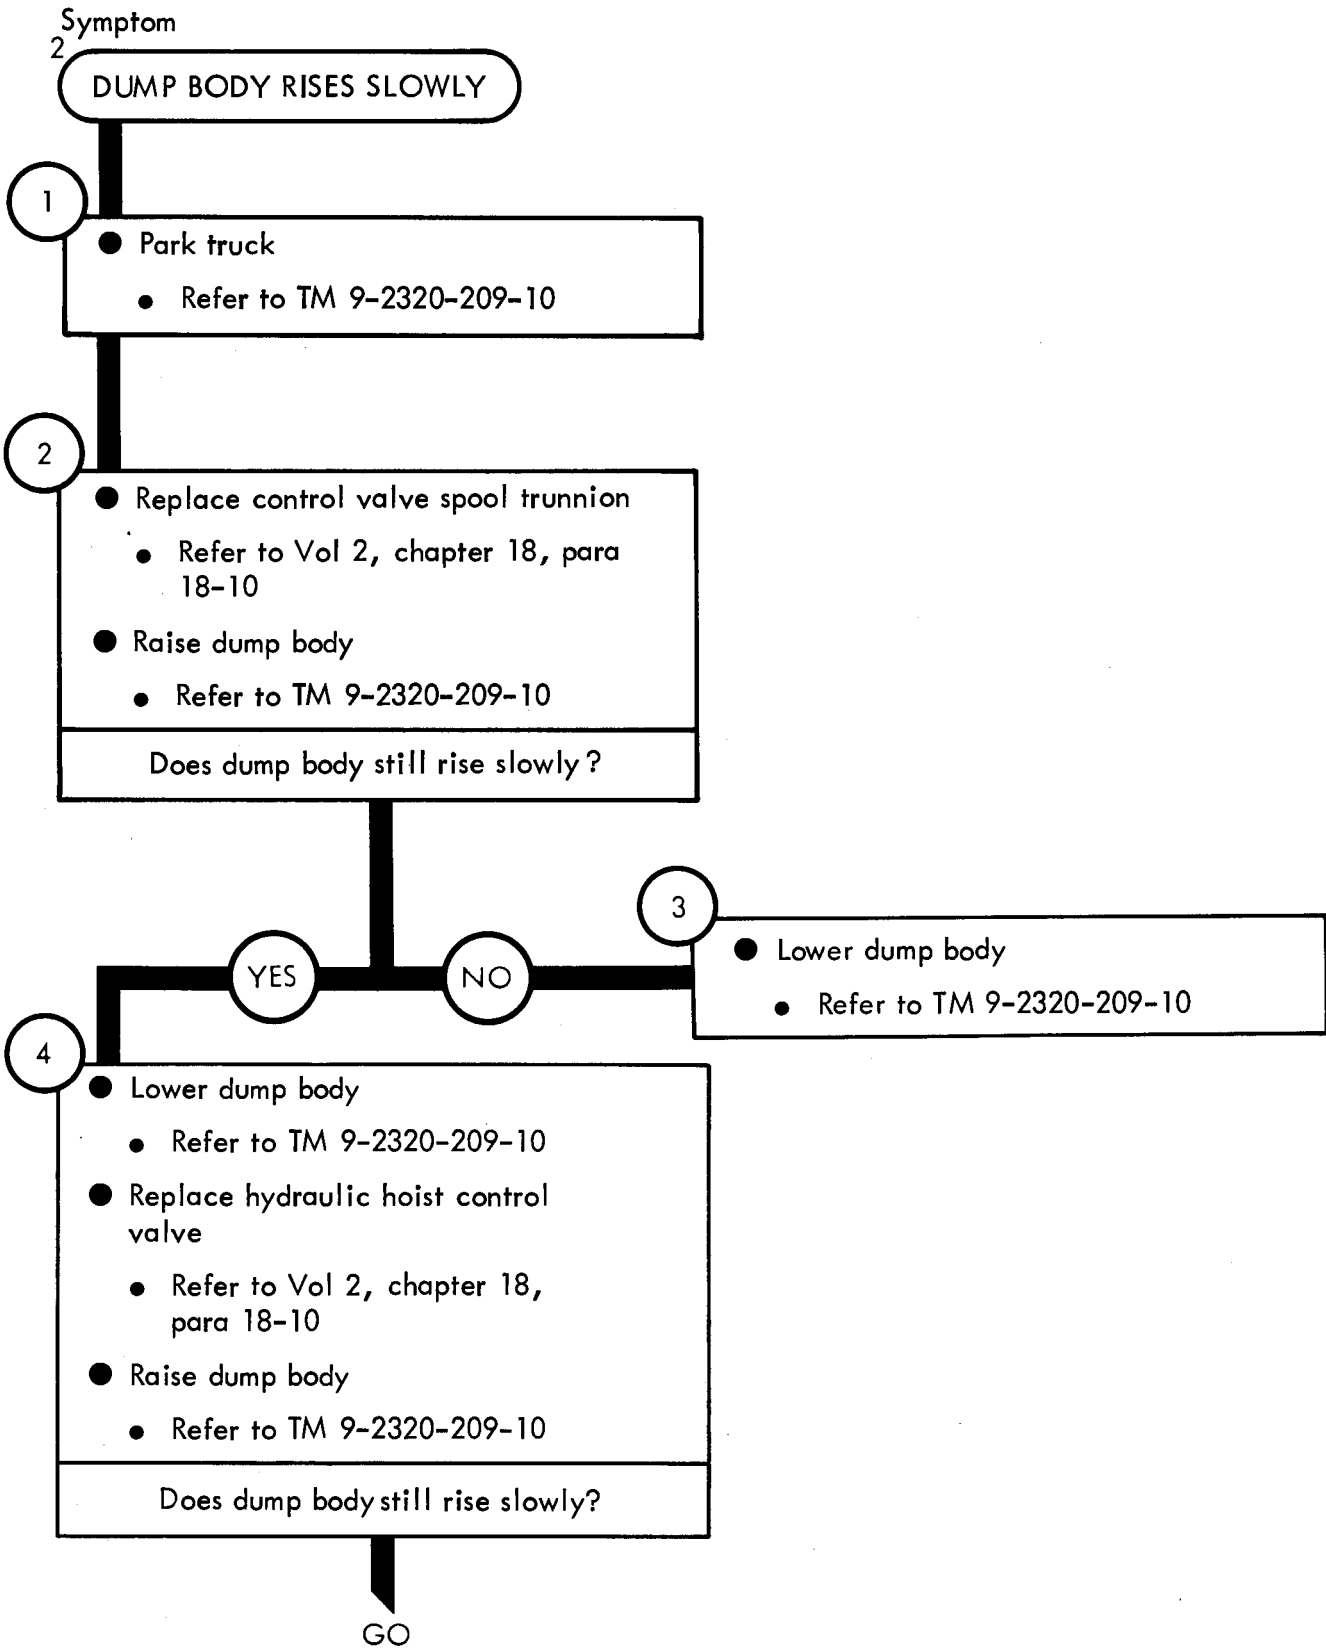 Symptom
2
DUMP BODY RISES SLOWLY
1
● Park truck
● Refer to TM 9-2320-209-10
2
● Replace control valve spool trunnion
● Refer to Vol 2, chapter 18, para
18-10
● Raise dump body
● Refer to TM 9-2320-209-10
Does dump body still rise slowly?
YES
NO
3
● Lower dump body
● Refer to TM 9-2320-209-10
4
● Lower dump body
● Refer to TM 9-2320-209-10
● Replace hydraulic hoist control
valve
● Refer to Vol 2, chapter 18,
para 18-10
● Raise dump body
● Refer to TM 9-2320-209-10
Does dump body still rise slowly?
GO